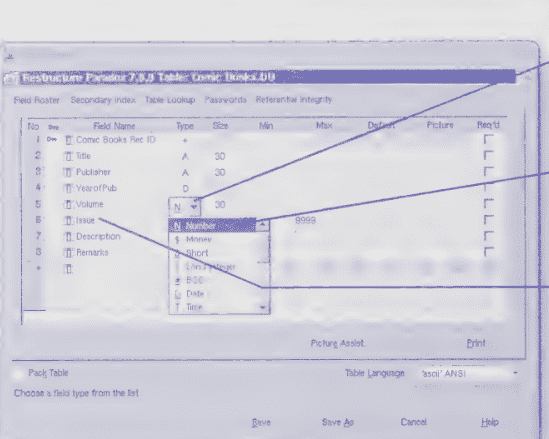 Restructure Paradox 7.0.0 Table: Comic Books.DB
Field Roster Secondary Index Table Lookup Passwords Referential Integrity
No Field Name Type Size Min Max Default Picture Req'd
1 Comic Books Rec ID +
2 Title A 30
3 Publisher A 30
4 YearofPub D
5 Volume N 30
6 Issue N Number 9999
7 Description $ Money
8 Remarks Short
* Long Integer
# BCD
Date
T Time
Picture Assist. Print
Pack Table Table Language 'ascii' ANSI
Choose a field type from the list
Save Save As Cancel Help